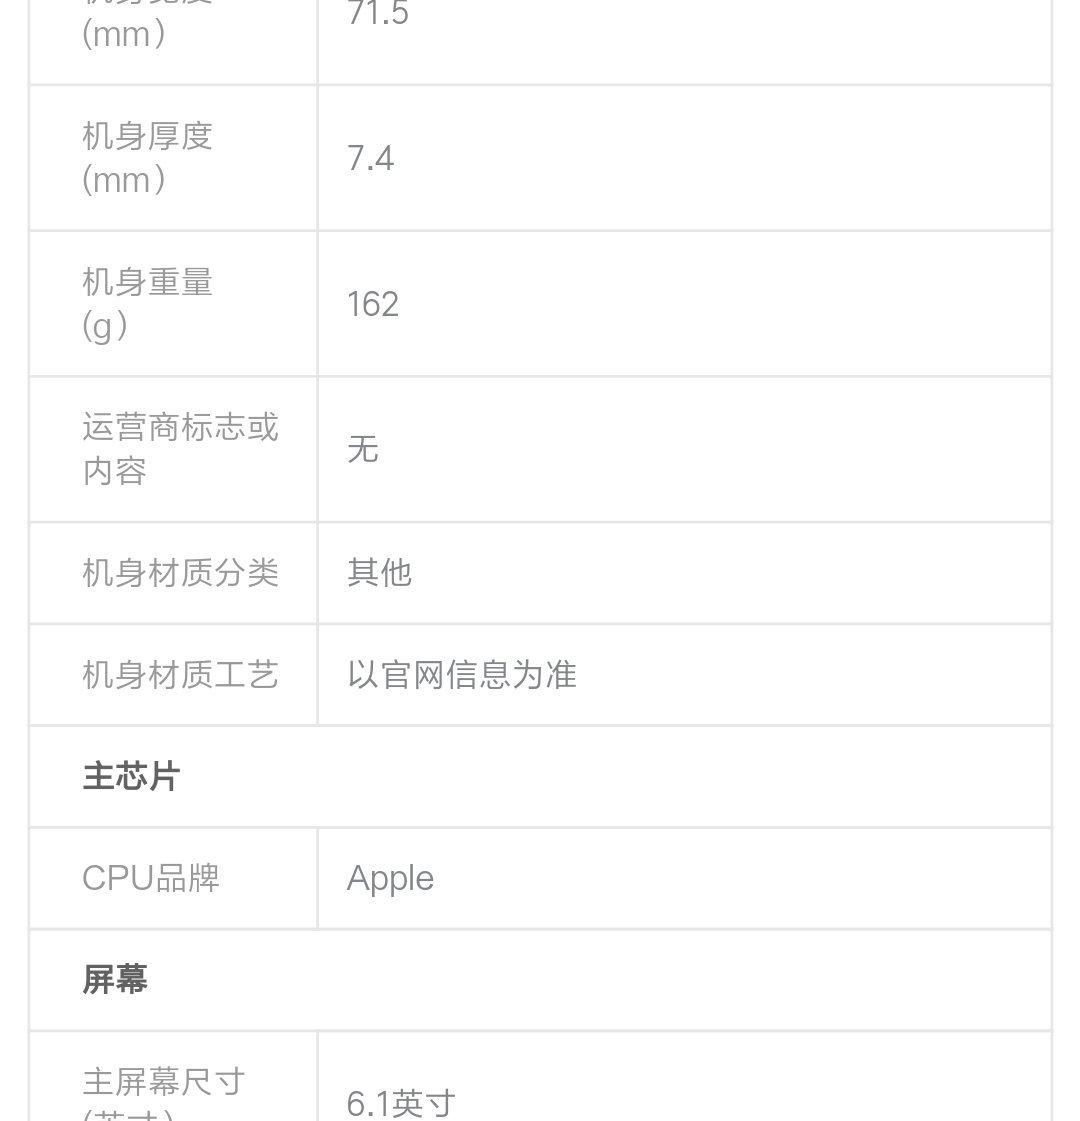 71.5
(mm)
机身厚度
(mm)
7.4
机身重量
(g)
162
运营商标志或
内容
无
机身材质分类
其他
机身材质工艺
以官网信息为准
主芯片
CPU品牌
Apple
屏幕
主屏幕尺寸
6.1英寸